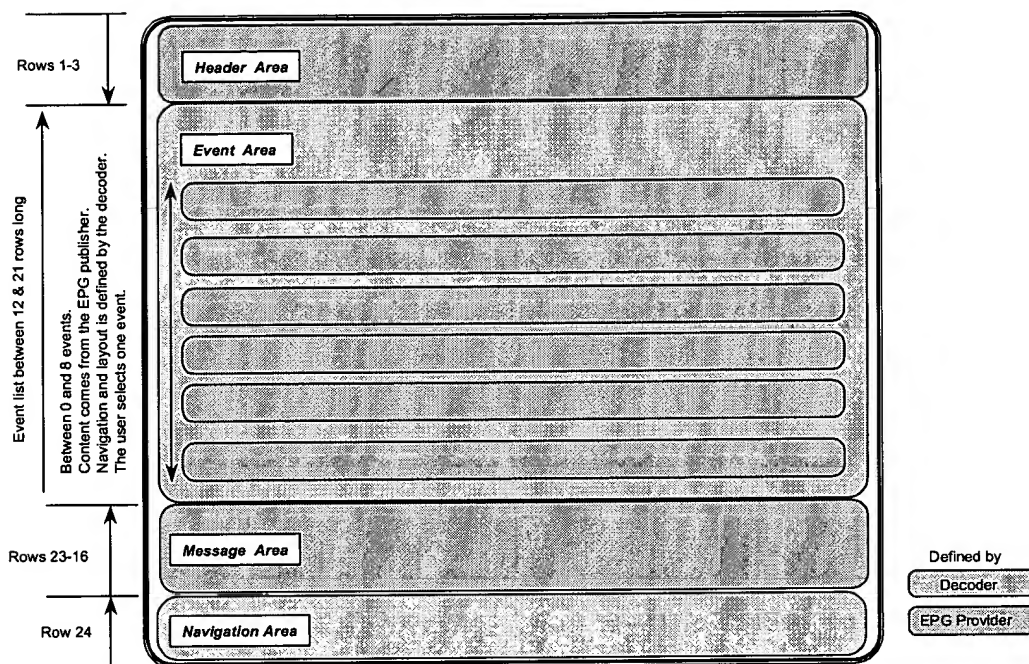 Rows 1-3
Header Area
Event Area
Event list between 12 & 21 rows long
Between 0 and 8 events.
Content comes from the EPG publisher.
Navigation and layout is defined by the decoder.
The user selects one event.
Rows 23-16
Message Area
Row 24
Navigation Area
Defined by
Decoder
EPG Provider